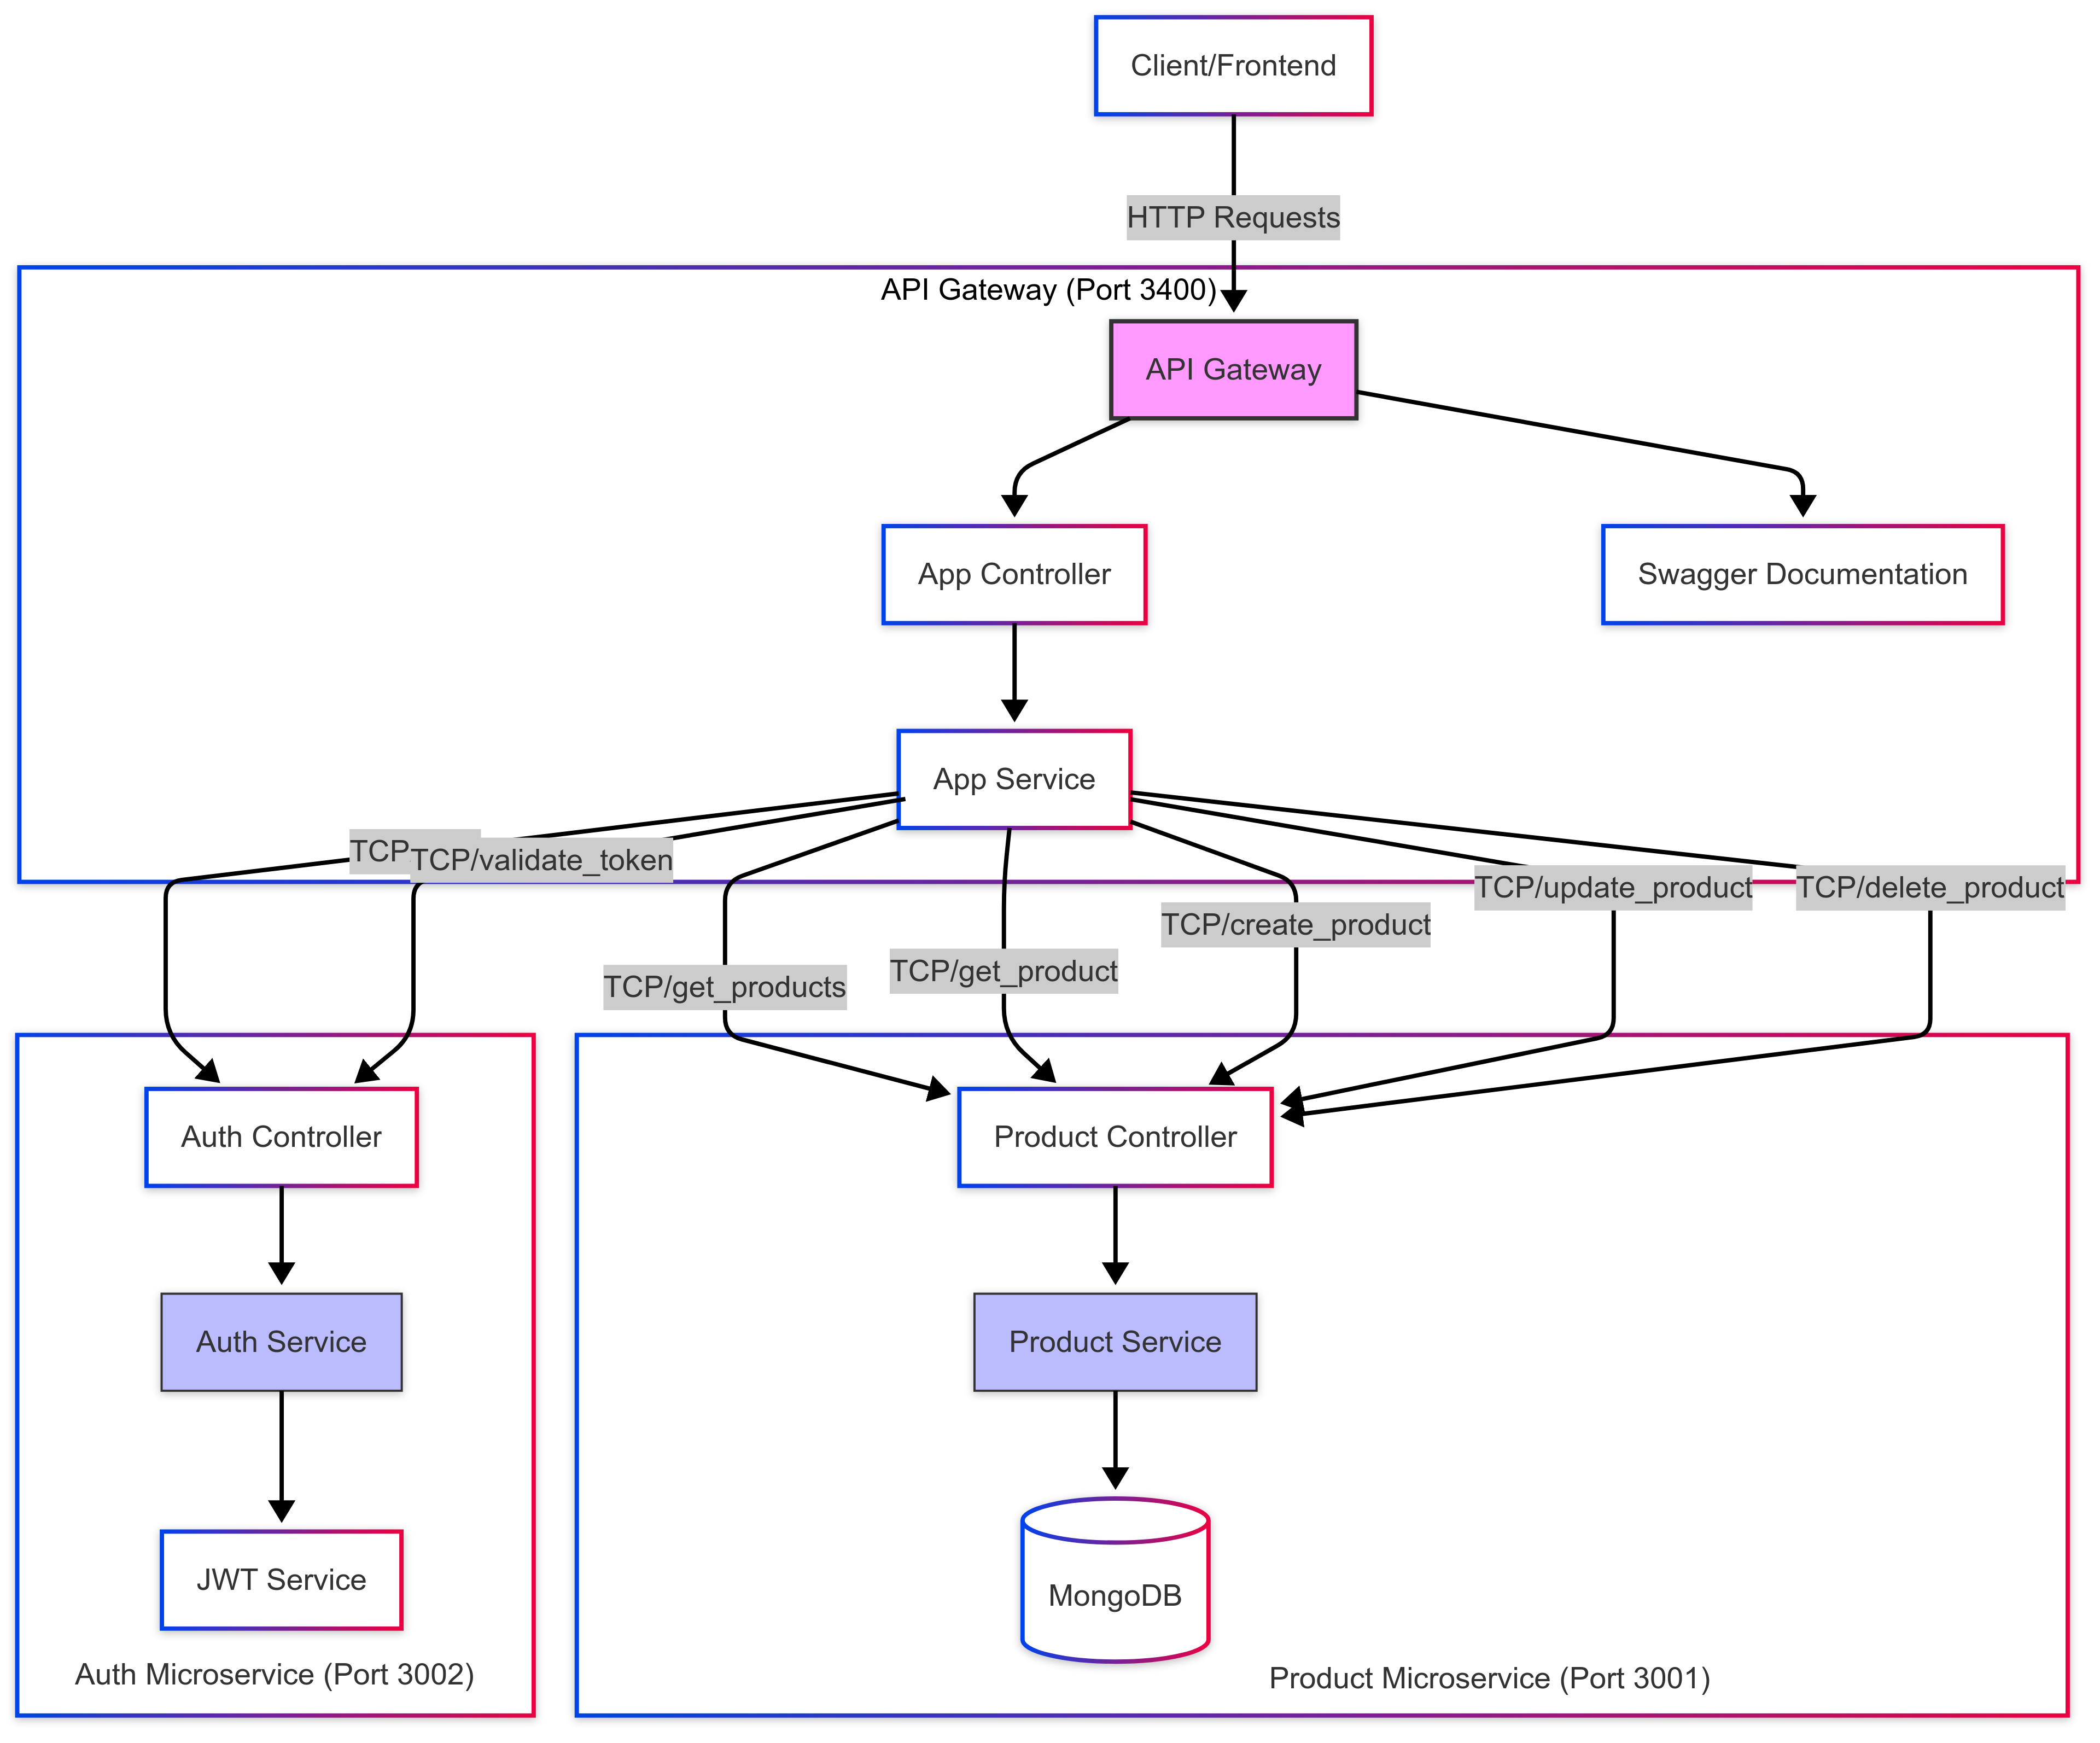 Client/Frontend
HTTP Requests
API Gateway (Port 3400)
API Gateway
App Controller
Swagger Documentation
App Service
TCP
TCP/validate_token
TCP/update_product
TCP/delete_product
TCP/create_product
TCP/get_product
TCP/get_products
Auth Controller
Product Controller
Auth Service
Product Service
JWT Service
MongoDB
Auth Microservice (Port 3002)
Product Microservice (Port 3001)